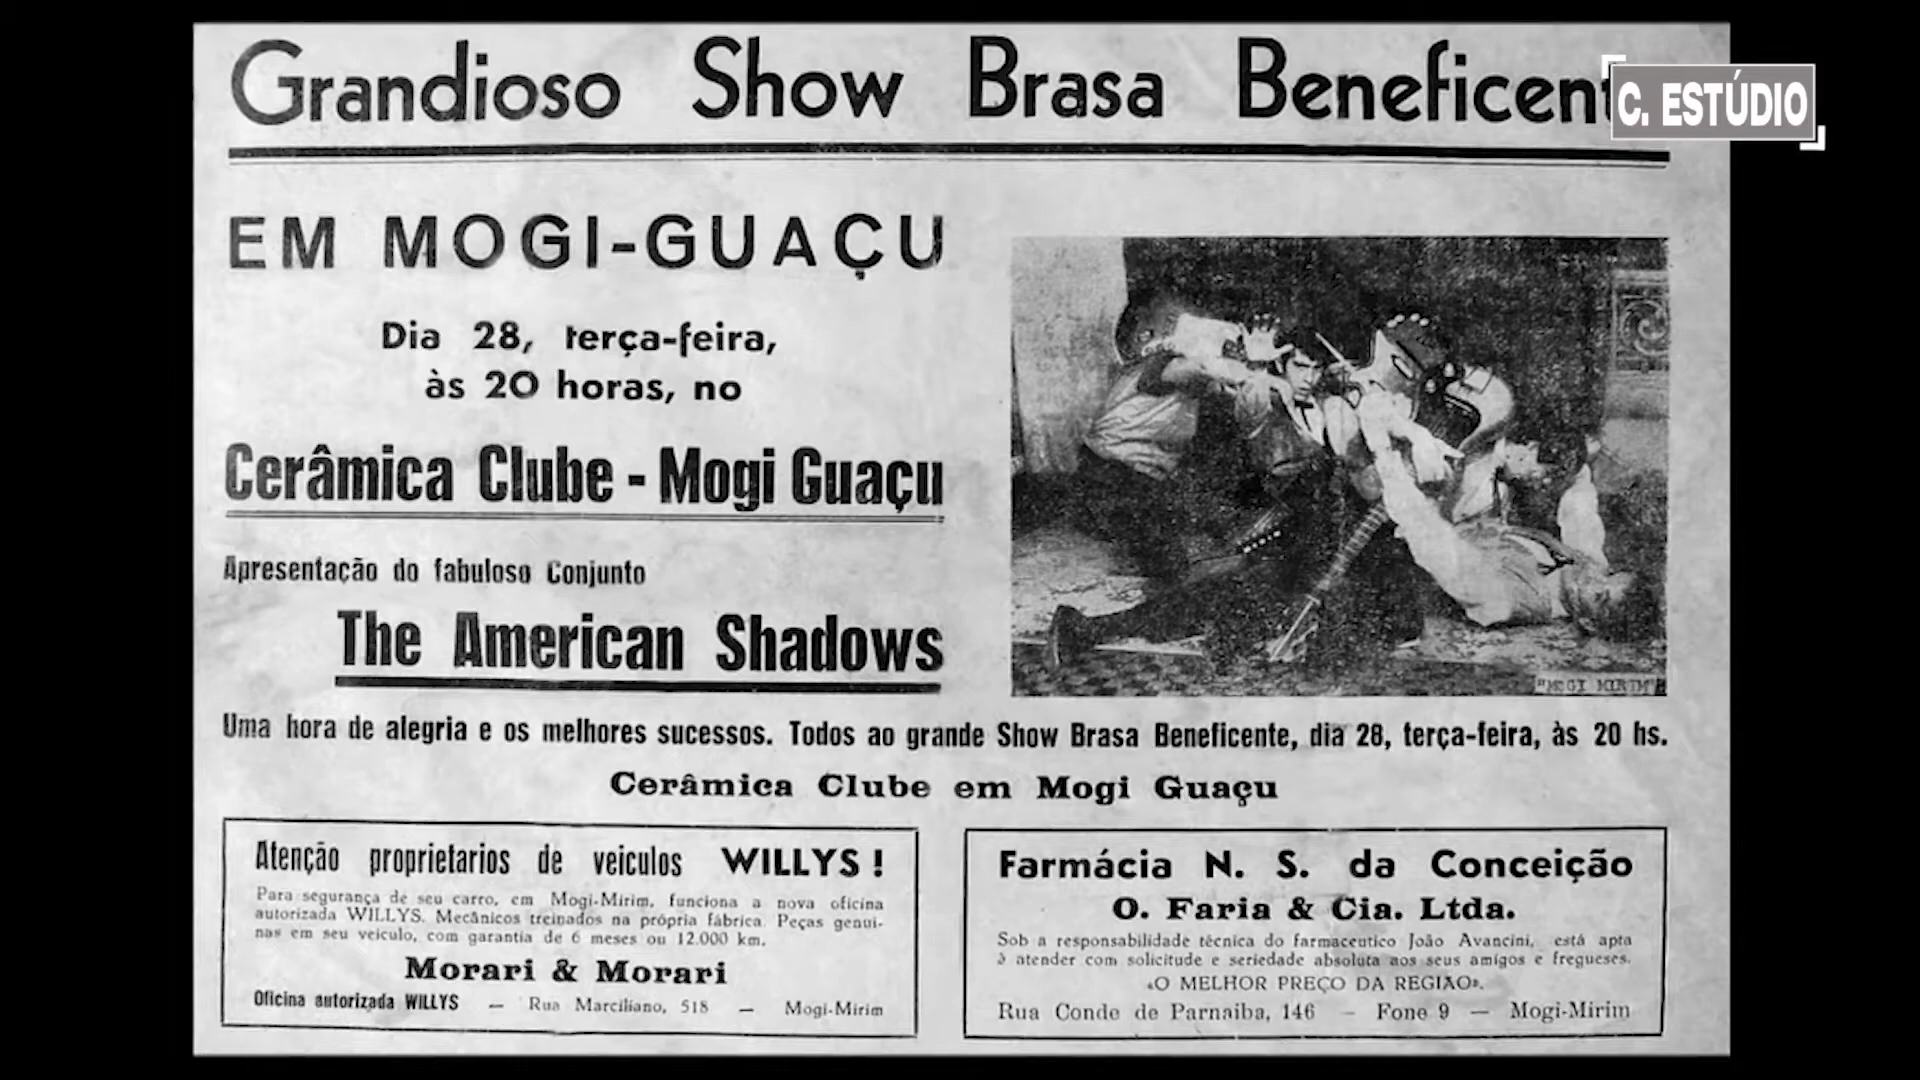 Grandioso Show Brasa Beneficent
C. ESTÚDIO
EM MOGI-GUAÇU
Dia 28, terça-feira,
às 20 horas, no
Cerâmica Clube - Mogi Guaçu
Apresentação do fabuloso Conjunto
The American Shadows
"MOGI MIRIM"
Uma hora de alegria e os melhores sucessos. Todos ao grande Show Brasa Beneficente, dia 28, terça-feira, às 20 hs.
Cerâmica Clube em Mogi Guaçu
Atenção proprietarios de veiculos WILLYS!
Para segurança de seu carro, em Mogi-Mirim, funciona a nova oficina
autorizada WILLYS. Mecânicos treinados na própria fábrica. Peças genui-
nas em seu veículo, com garantia de 6 meses ou 12.000 km.
Morari & Morari
Oficina autorizada WILLYS — Rua Marciliano, 518 — Mogi-Mirim
Farmácia N. S. da Conceição
O. Faria & Cia. Ltda.
Sob a responsabilidade técnica do farmaceutico João Avancini, está apta
à atender com solicitude e seriedade absoluta aos seus amigos e fregueses.
«O MELHOR PREÇO DA REGIÃO».
Rua Conde de Parnaiba, 146 — Fone 9 — Mogi-Mirim